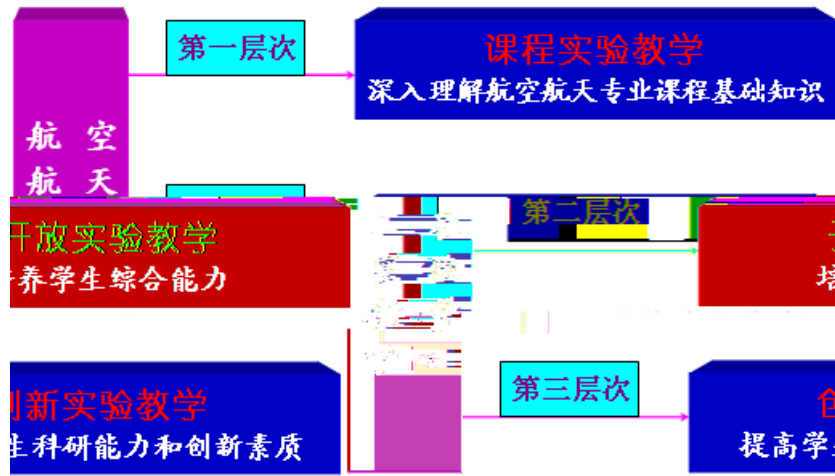 第一层次
课程实验教学
深入理解航空航天专业课程基础知识
航 空
航 天
第二层次
开放实验教学
养学生综合能力
培
第三层次
新实验教学
创
生科研能力和创新素质
提高学